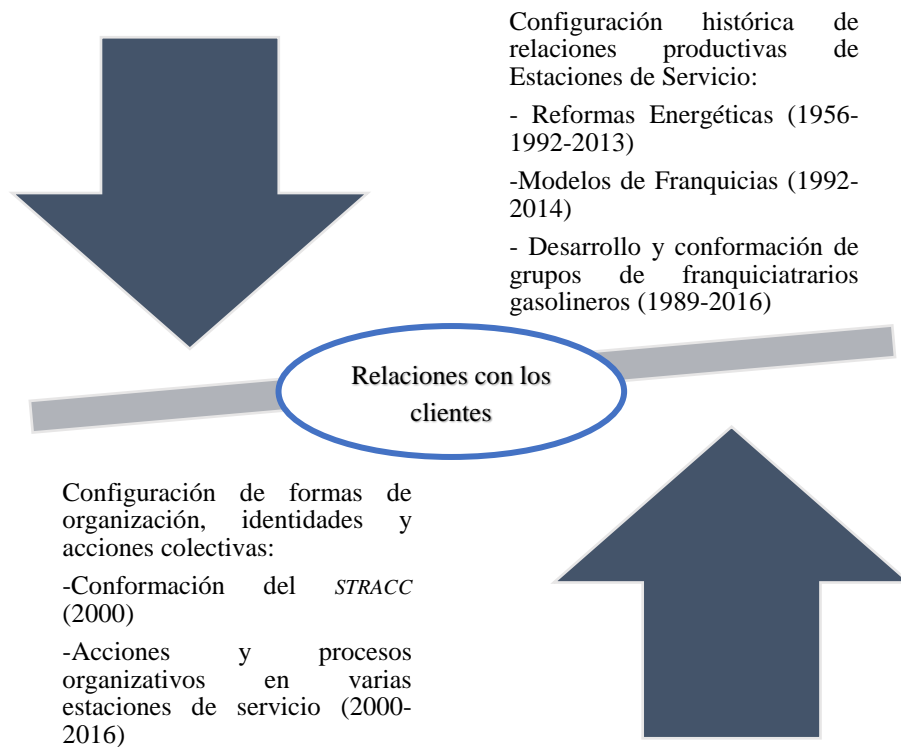 Configuración histórica de
relaciones productivas de
Estaciones de Servicio:
- Reformas Energéticas (1956-
1992-2013)
-Modelos de Franquicias (1992-
2014)
- Desarrollo y conformación de
grupos de franquiciatrarios
gasolineros (1989-2016)
Relaciones con los
clientes
Configuración de formas de
organización, identidades y
acciones colectivas:
-Conformación del STRACC
(2000)
-Acciones y procesos
organizativos en varias
estaciones de servicio (2000-
2016)